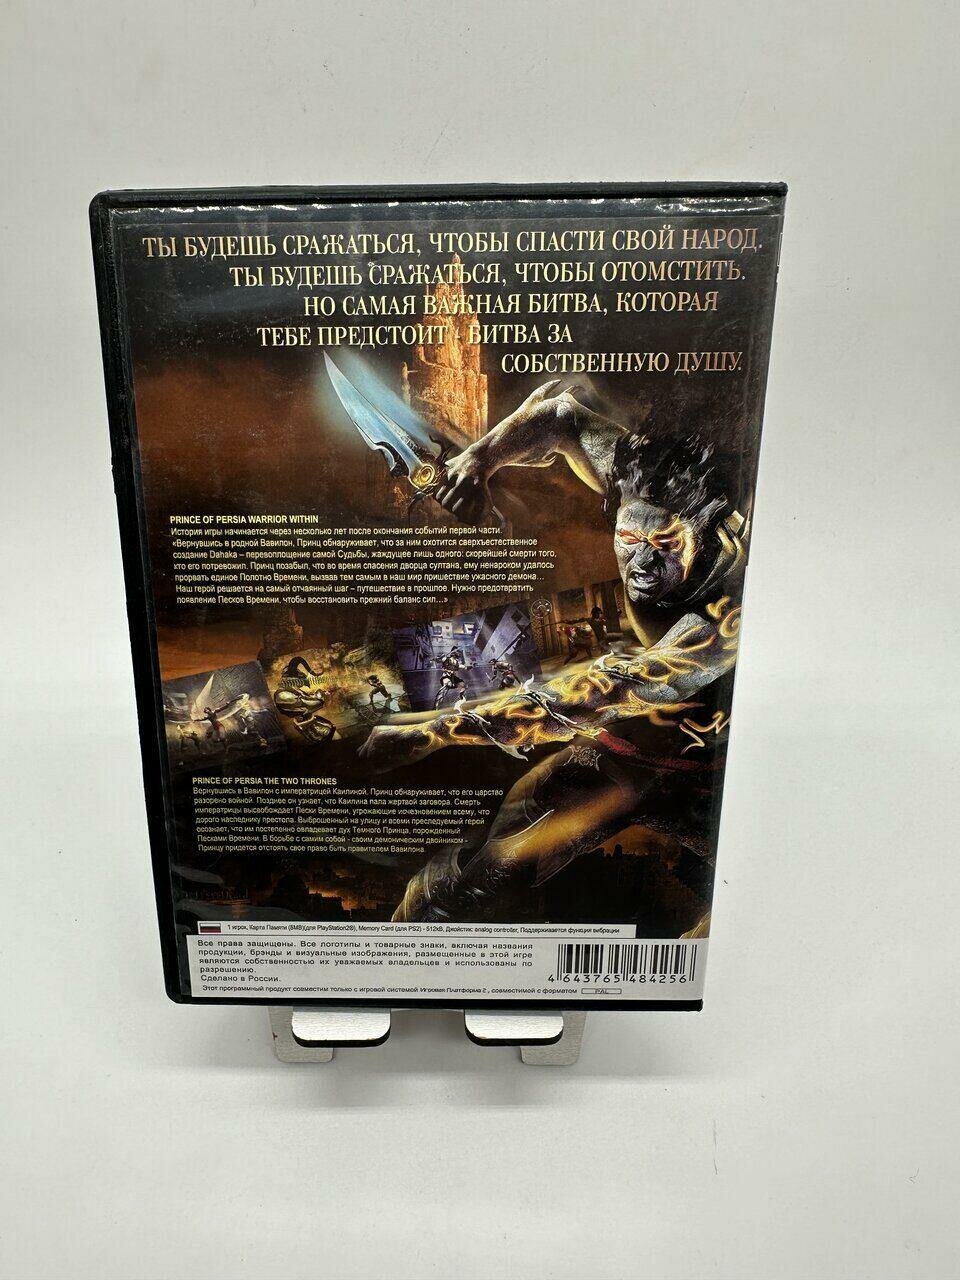 ТЫ БУДЕШЬ СРАЖАТЬСЯ, ЧТОБЫ СПАСТИ СВОЙ НАРОД.
ТЫ БУДЕШЬ СРАЖАТЬСЯ, ЧТОБЫ ОТОМСТИТЬ.
НО САМАЯ ВАЖНАЯ БИТВА, КОТОРАЯ
ТЕБЕ ПРЕДСТОИТ - БИТВА ЗА
СОБСТВЕННУЮ ДУШУ.
PRINCE OF PERSIA WARRIOR WITHIN
История игры начинается через несколько лет после окончания событий первой части.
«Вернувшись в родной Вавилон, Принц обнаруживает, что за ним охотится сверхъестественное
создание Dahaka – перевоплощение самой Судьбы, жаждущее лишь одного: скорейшей смерти того,
кто его потревожил. Принц позабыл, что во время спасения дворца султана, ему ненароком удалось
прорвать единое Полотно Времени, вызвав тем самым в наш мир пришествие ужасного демона…
Наш герой решается на самый отчаянный шаг – путешествие в прошлое. Нужно предотвратить
появление Песков Времени, чтобы восстановить прежний баланс сил…»
PRINCE OF PERSIA THE TWO THRONES
Вернувшись в Вавилон с императрицей Каилиной, Принц обнаруживает, что его царство
разорено войной. Позднее он узнает, что Каилина пала жертвой заговора. Смерть
императрицы высвобождает Пески Времени, угрожающие исчезновением всему, что
дорого наследнику престола. Выброшенный на улицу и всеми преследуемый герой
осознает, что им постепенно овладевает дух Темного Принца, порожденный
Песками Времени. В борьбе с самим собой - своим демоническим двойником -
Принцу придется отстоять свое право быть правителем Вавилона.
1 игрок, Карта Памяти (8MB)(для PlayStation2®), Memory Card (для PS2) - 512кВ, Джойстик: analog controller, Поддерживается функция вибрации
Все права защищены. Все логотипы и товарные знаки, включая названия
продукции, брэнды и визуальные изображения, размещенные в этой игре
являются собственностью их уважаемых владельцев и использованы по
разрешению.
Сделано в России.
Этот программный продукт совместим только с игровой системой Игровая Платформа 2 , совместимой с форматом PAL
4 643765 484256